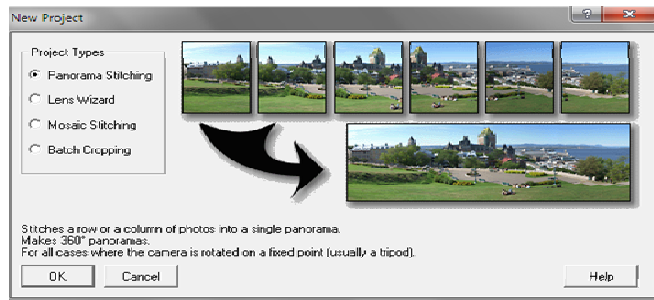 New Project
Project Types
Panorama Stitching
Lens Wizard
Mosaic Stitching
Batch Cropping
Stitches a row or a column of photos into a single panorama.
Makes 360° panoramas.
For all cases where the camera is rotated on a fixed point (usually a tripod).
OK
Cancel
Help